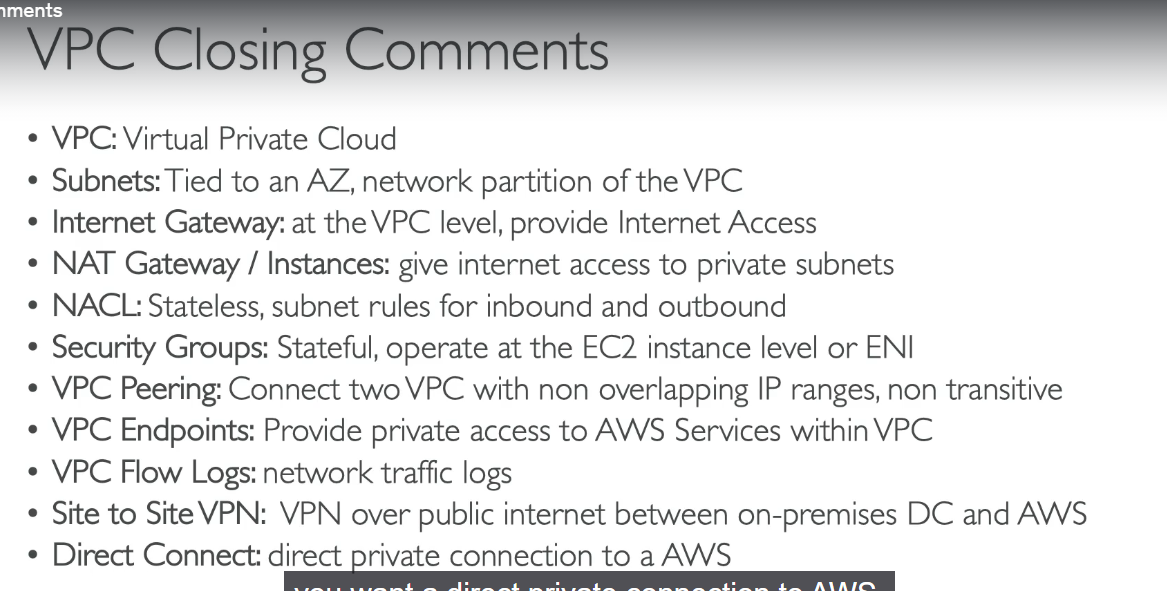 VPC Closing Comments
• VPC: Virtual Private Cloud
• Subnets: Tied to an AZ, network partition of the VPC
• Internet Gateway: at the VPC level, provide Internet Access
• NAT Gateway / Instances: give internet access to private subnets
• NACL: Stateless, subnet rules for inbound and outbound
• Security Groups: Stateful, operate at the EC2 instance level or ENI
• VPC Peering: Connect two VPC with non overlapping IP ranges, non transitive
• VPC Endpoints: Provide private access to AWS Services within VPC
• VPC Flow Logs: network traffic logs
• Site to Site VPN: VPN over public internet between on-premises DC and AWS
• Direct Connect: direct private connection to a AWS
you want a direct private connection to AWS